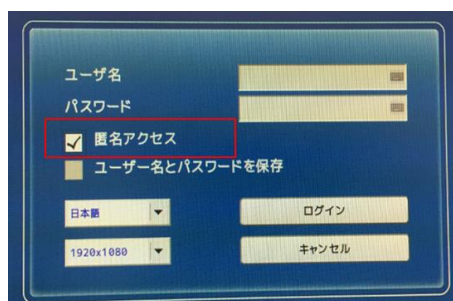 ユーザ名
パスワード
匿名アクセス
ユーザー名とパスワードを保存
日本語
ログイン
1920x1080
キャンセル